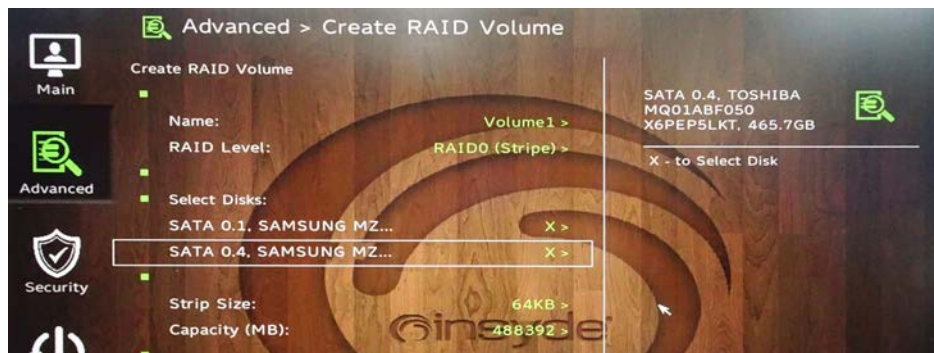 Advanced > Create RAID Volume
Main
Create RAID Volume
Name: Volume1 >
RAID Level: RAID0 (Stripe) >
Advanced
Select Disks:
SATA 0.1, SAMSUNG MZ... X >
SATA 0.4, SAMSUNG MZ... X >
Security
Strip Size: 64KB >
Capacity (MB): 488392 >
insyde
SATA 0.4, TOSHIBA
MQ01ABF050
X6PEP5LKT, 465.7GB
X - to Select Disk